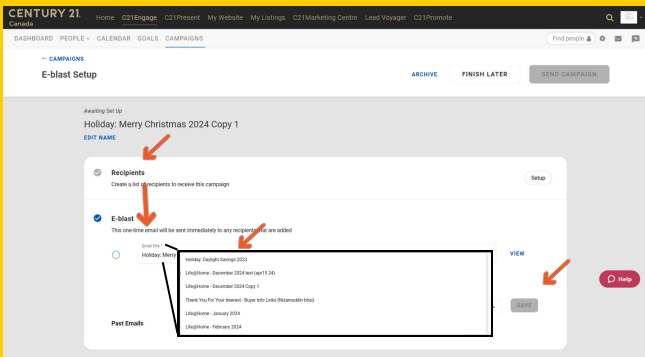 CENTURY 21.
Canada
Home C21Engage C21Present My Website My Listings C21Marketing Centre Lead Voyager C21Promote
DASHBOARD PEOPLE CALENDAR GOALS CAMPAIGNS
Find people
← CAMPAIGNS
E-blast Setup
ARCHIVE
FINISH LATER
SEND CAMPAIGN
Awaiting Set Up
Holiday: Merry Christmas 2024 Copy 1
EDIT NAME
Recipients
Create a list of recipients to receive this campaign
Setup
E-blast
This one-time email will be sent immediately to any recipients that are added
Email title *
Holiday: Merry
VIEW
Holiday: Daylight Savings 2023
Life@Home - December 2024 test (apr15 24)
Life@Home - December 2024 Copy 1
Thank You For Your Interest - Buyer Info Links (Nizamuddin bhai)
Life@Home - January 2024
Life@Home - February 2024
SAVE
Help
Past Emails